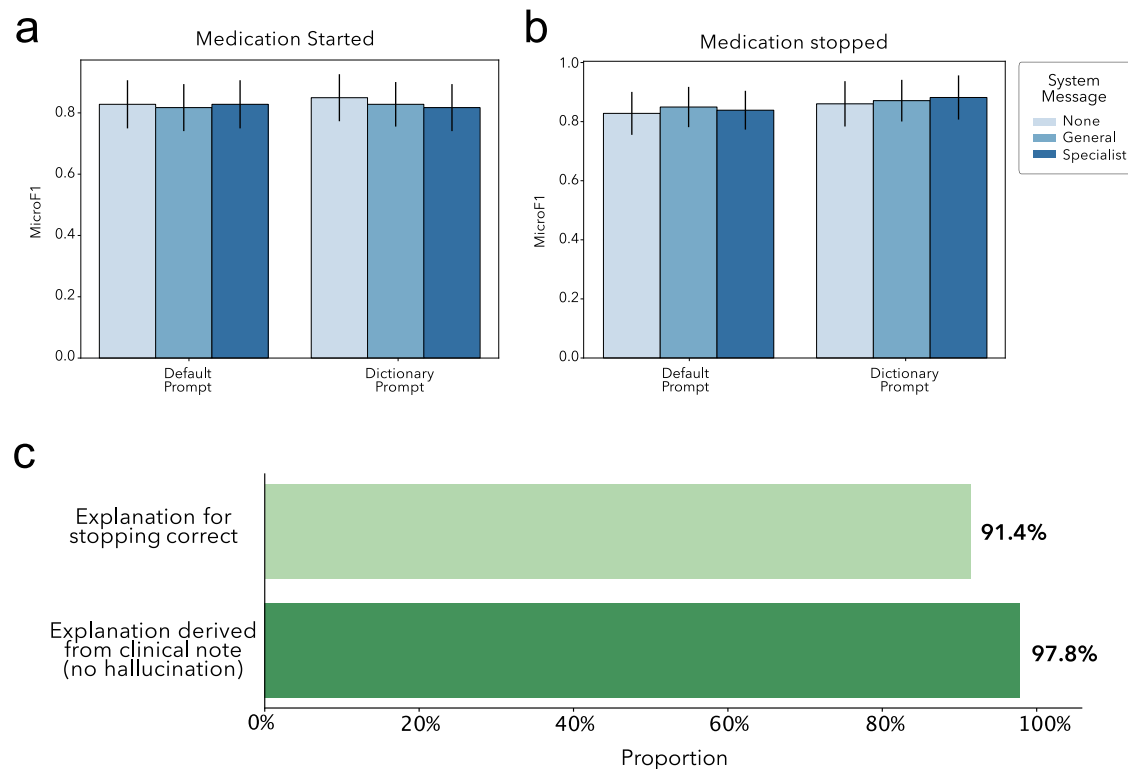 a
Medication Started
MicroF1
0.8
0.6
0.4
0.2
0.0
Default
Prompt
Dictionary
Prompt
b
Medication stopped
MicroF1
1.0
0.8
0.6
0.4
0.2
0.0
Default
Prompt
Dictionary
Prompt
System
Message
None
General
Specialist
c
Explanation for
stopping correct
91.4%
Explanation derived
from clinical note
(no hallucination)
97.8%
0%
20%
40%
60%
80%
100%
Proportion